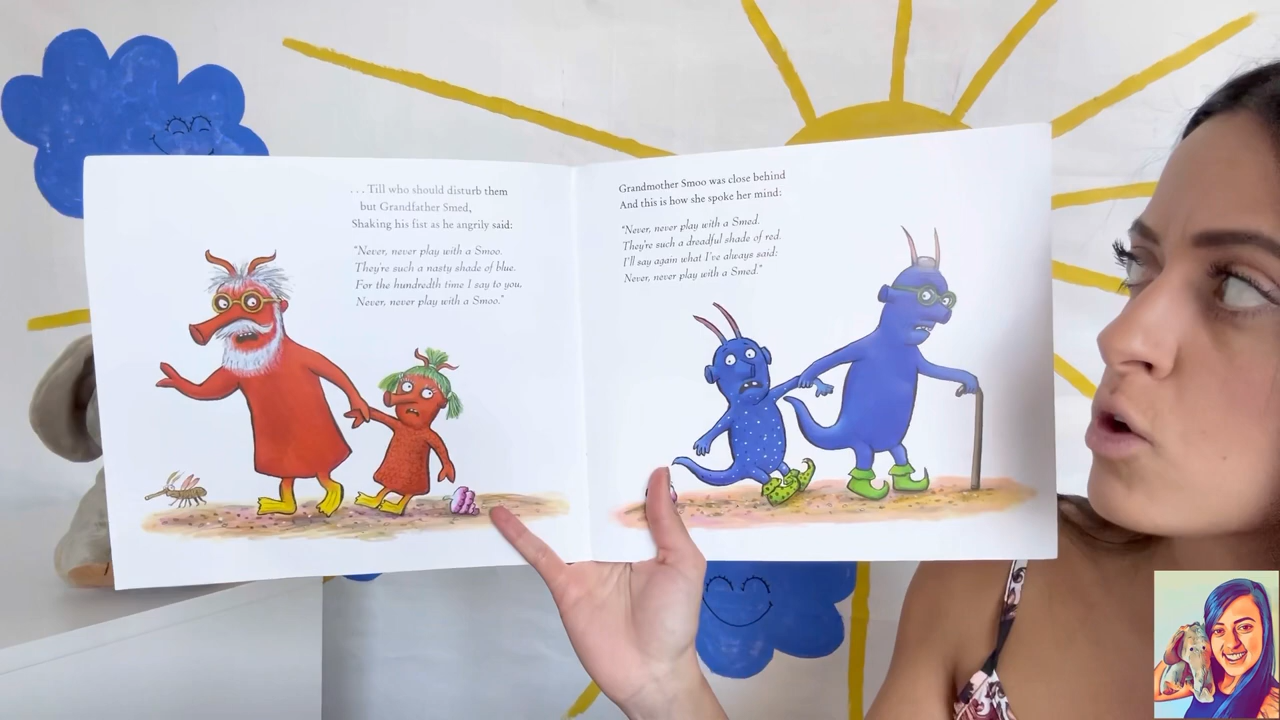 . . . Till who should disturb them
but Grandfather Smed,
Shaking his fist as he angrily said:
"Never, never play with a Smoo.
They're such a nasty shade of blue.
For the hundredth time I say to you,
Never, never play with a Smoo."
Grandmother Smoo was close behind
And this is how she spoke her mind:
"Never, never play with a Smed.
They're such a dreadful shade of red.
I'll say again what I've always said:
Never, never play with a Smed."